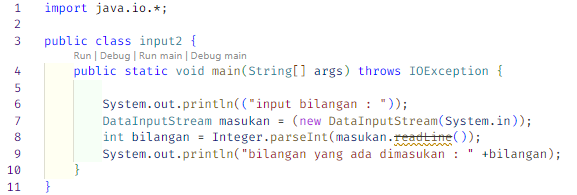 1 import java.io.*;
2
3 public class input2 {
Run | Debug | Run main | Debug main
4 public static void main(String[] args) throws IOException {
5
6 System.out.println(("input bilangan : "));
7 DataInputStream masukan = (new DataInputStream(System.in));
8 int bilangan = Integer.parseInt(masukan.readLine());
9 System.out.println("bilangan yang ada dimasukan : " +bilangan);
10 }
11 }